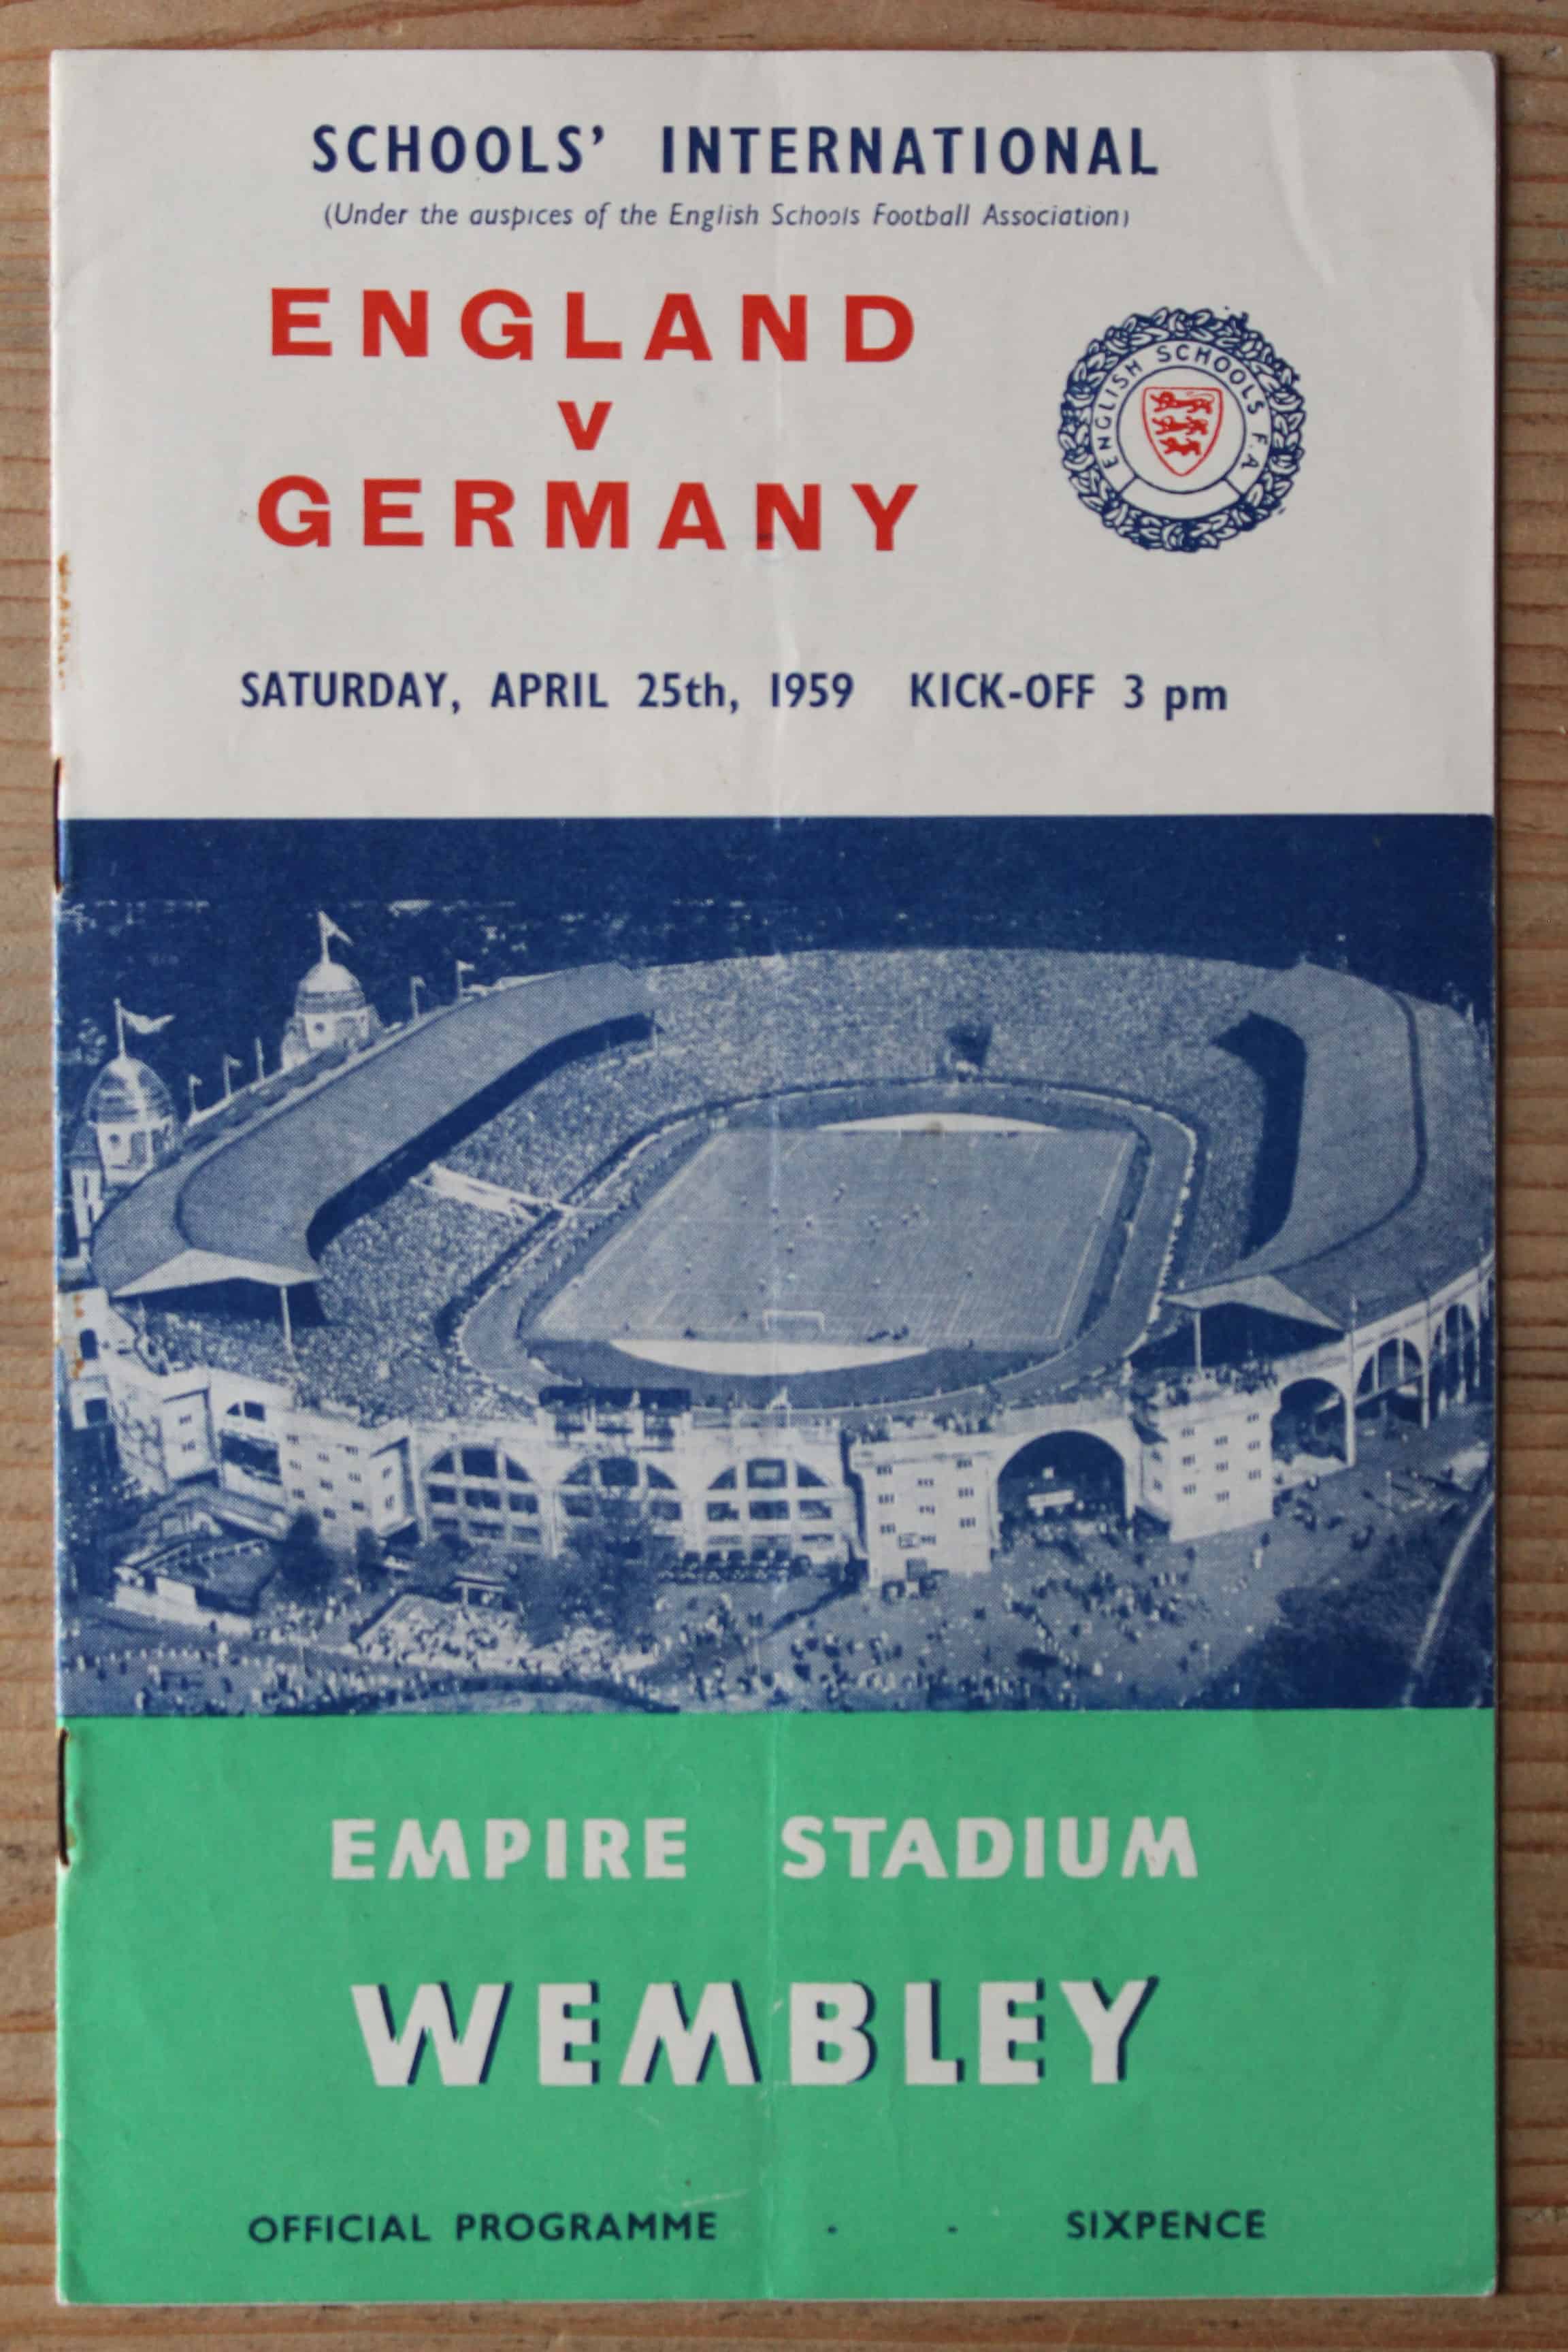 SCHOOLS' INTERNATIONAL
(Under the auspices of the English Schools Football Association)
ENGLAND
v
GERMANY
ENGLISH SCHOOLS F.A.
SATURDAY, APRIL 25th, 1959 KICK-OFF 3 pm
EMPIRE STADIUM
WEMBLEY
OFFICIAL PROGRAMME - - SIXPENCE